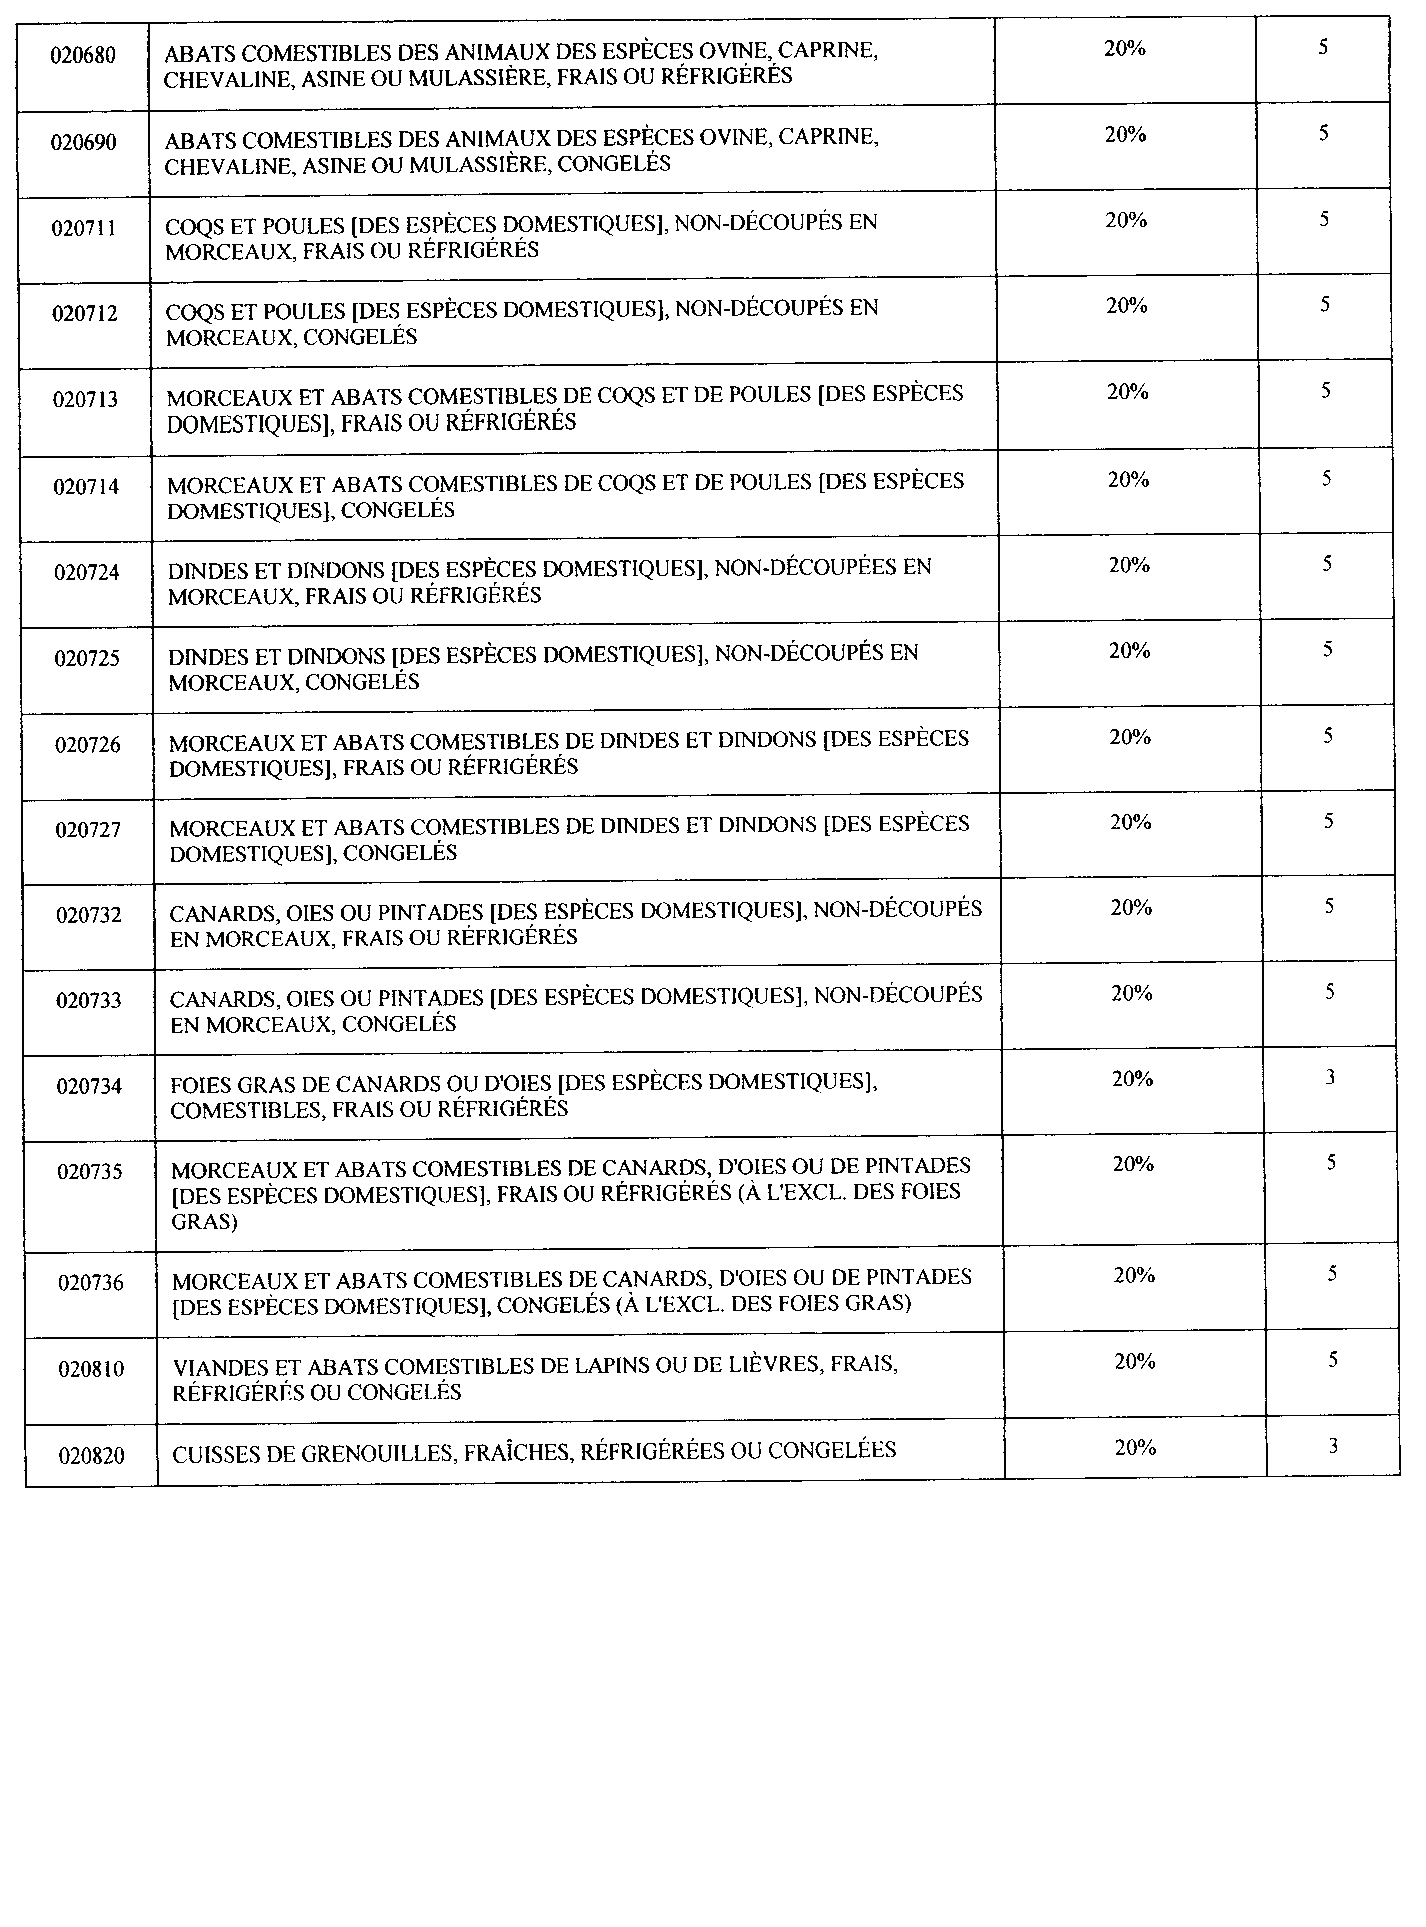 020680 ABATS COMESTIBLES DES ANIMAUX DES ESPÈCES OVINE, CAPRINE, 20% 5
CHEVALINE, ASINE OU MULASSIÈRE, FRAIS OU RÉFRIGÉRÉS
020690 ABATS COMESTIBLES DES ANIMAUX DES ESPÈCES OVINE, CAPRINE, 20% 5
CHEVALINE, ASINE OU MULASSIÈRE, CONGELÉS
020711 COQS ET POULES [DES ESPÈCES DOMESTIQUES], NON-DÉCOUPÉS EN 20% 5
MORCEAUX, FRAIS OU RÉFRIGÉRÉS
020712 COQS ET POULES [DES ESPÈCES DOMESTIQUES], NON-DÉCOUPÉS EN 20% 5
MORCEAUX, CONGELÉS
020713 MORCEAUX ET ABATS COMESTIBLES DE COQS ET DE POULES [DES ESPÈCES 20% 5
DOMESTIQUES], FRAIS OU RÉFRIGÉRÉS
020714 MORCEAUX ET ABATS COMESTIBLES DE COQS ET DE POULES [DES ESPÈCES 20% 5
DOMESTIQUES], CONGELÉS
020724 DINDES ET DINDONS [DES ESPÈCES DOMESTIQUES], NON-DÉCOUPÉES EN 20% 5
MORCEAUX, FRAIS OU RÉFRIGÉRÉS
020725 DINDES ET DINDONS [DES ESPÈCES DOMESTIQUES], NON-DÉCOUPÉS EN 20% 5
MORCEAUX, CONGELÉS
020726 MORCEAUX ET ABATS COMESTIBLES DE DINDES ET DINDONS [DES ESPÈCES 20% 5
DOMESTIQUES], FRAIS OU RÉFRIGÉRÉS
020727 MORCEAUX ET ABATS COMESTIBLES DE DINDES ET DINDONS [DES ESPÈCES 20% 5
DOMESTIQUES], CONGELÉS
020732 CANARDS, OIES OU PINTADES [DES ESPÈCES DOMESTIQUES], NON-DÉCOUPÉS 20% 5
EN MORCEAUX, FRAIS OU RÉFRIGÉRÉS
020733 CANARDS, OIES OU PINTADES [DES ESPÈCES DOMESTIQUES], NON-DÉCOUPÉS 20% 5
EN MORCEAUX, CONGELÉS
020734 FOIES GRAS DE CANARDS OU D'OIES [DES ESPÈCES DOMESTIQUES], 20% 3
COMESTIBLES, FRAIS OU RÉFRIGÉRÉS
020735 MORCEAUX ET ABATS COMESTIBLES DE CANARDS, D'OIES OU DE PINTADES 20% 5
[DES ESPÈCES DOMESTIQUES], FRAIS OU RÉFRIGÉRÉS (À L'EXCL. DES FOIES
GRAS)
020736 MORCEAUX ET ABATS COMESTIBLES DE CANARDS, D'OIES OU DE PINTADES 20% 5
[DES ESPÈCES DOMESTIQUES], CONGELÉS (À L'EXCL. DES FOIES GRAS)
020810 VIANDES ET ABATS COMESTIBLES DE LAPINS OU DE LIÈVRES, FRAIS, 20% 5
RÉFRIGÉRÉS OU CONGELÉS
020820 CUISSES DE GRENOUILLES, FRAÎCHES, RÉFRIGÉRÉES OU CONGELÉES 20% 3